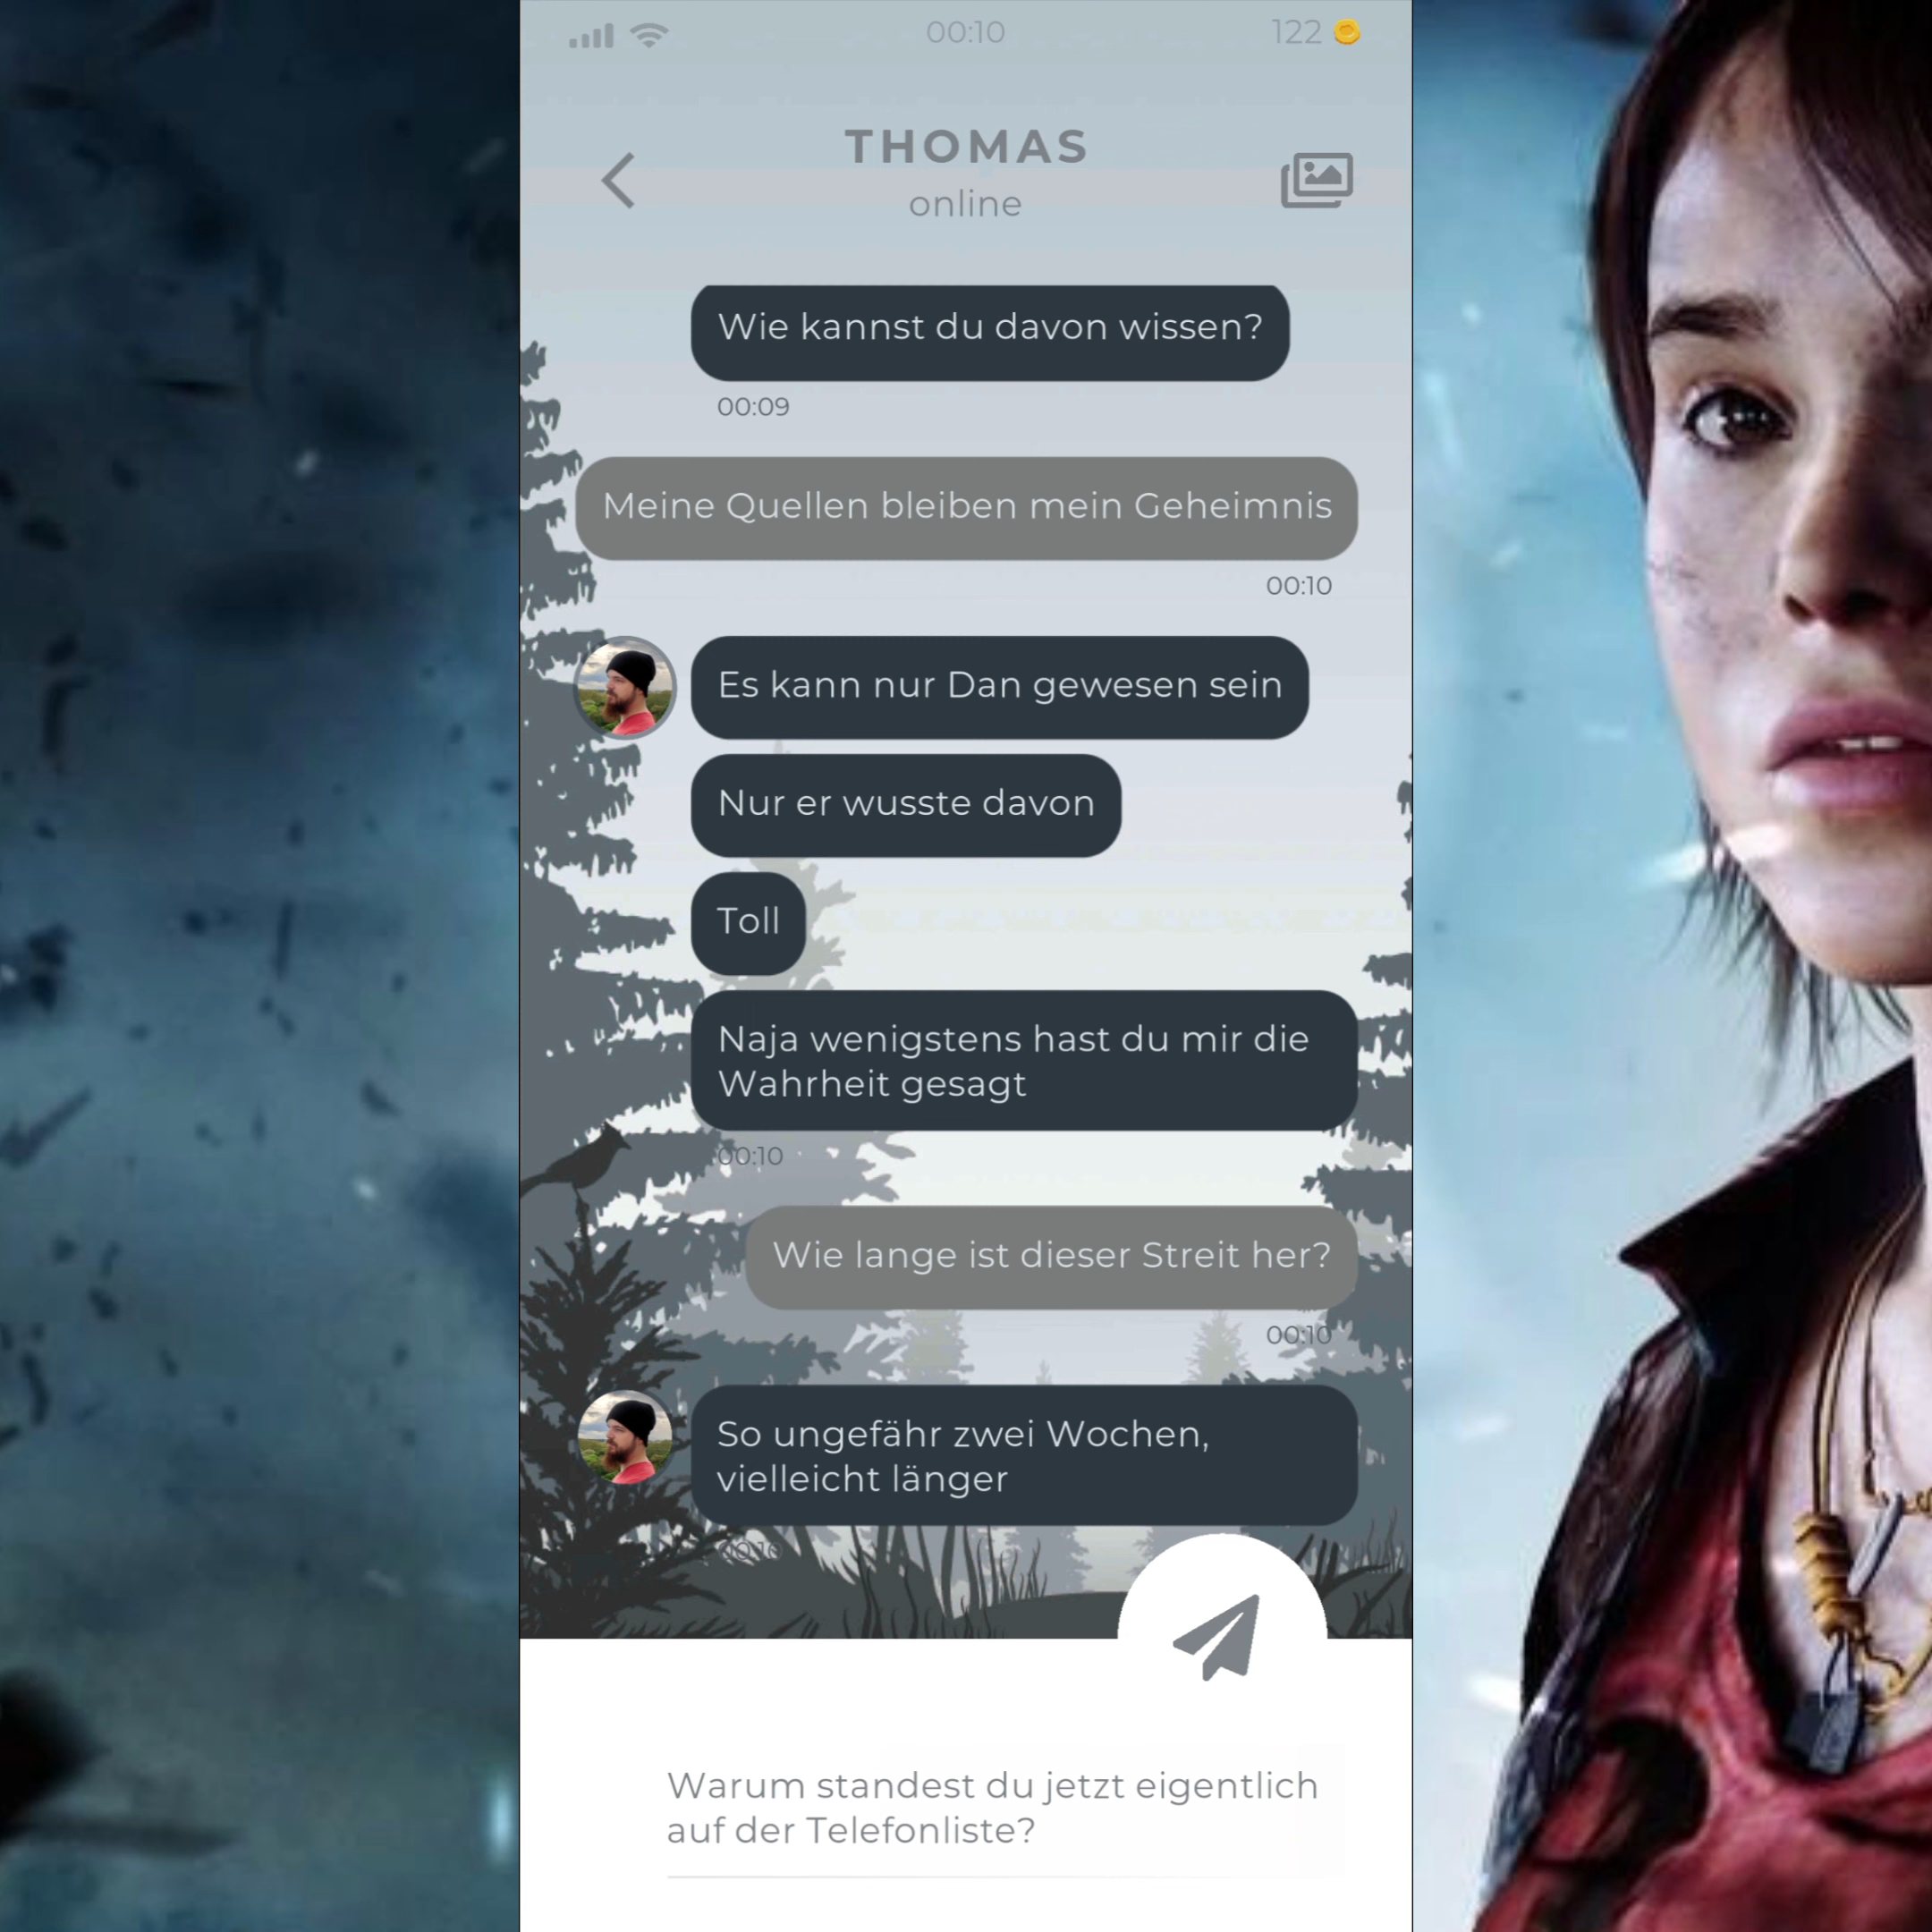 00:10
122
THOMAS
online
Wie kannst du davon wissen?
00:09
Meine Quellen bleiben mein Geheimnis
00:10
Es kann nur Dan gewesen sein
Nur er wusste davon
Toll
Naja wenigstens hast du mir die
Wahrheit gesagt
00:10
Wie lange ist dieser Streit her?
00:10
So ungefähr zwei Wochen,
vielleicht länger
00:10
Warum standest du jetzt eigentlich
auf der Telefonliste?